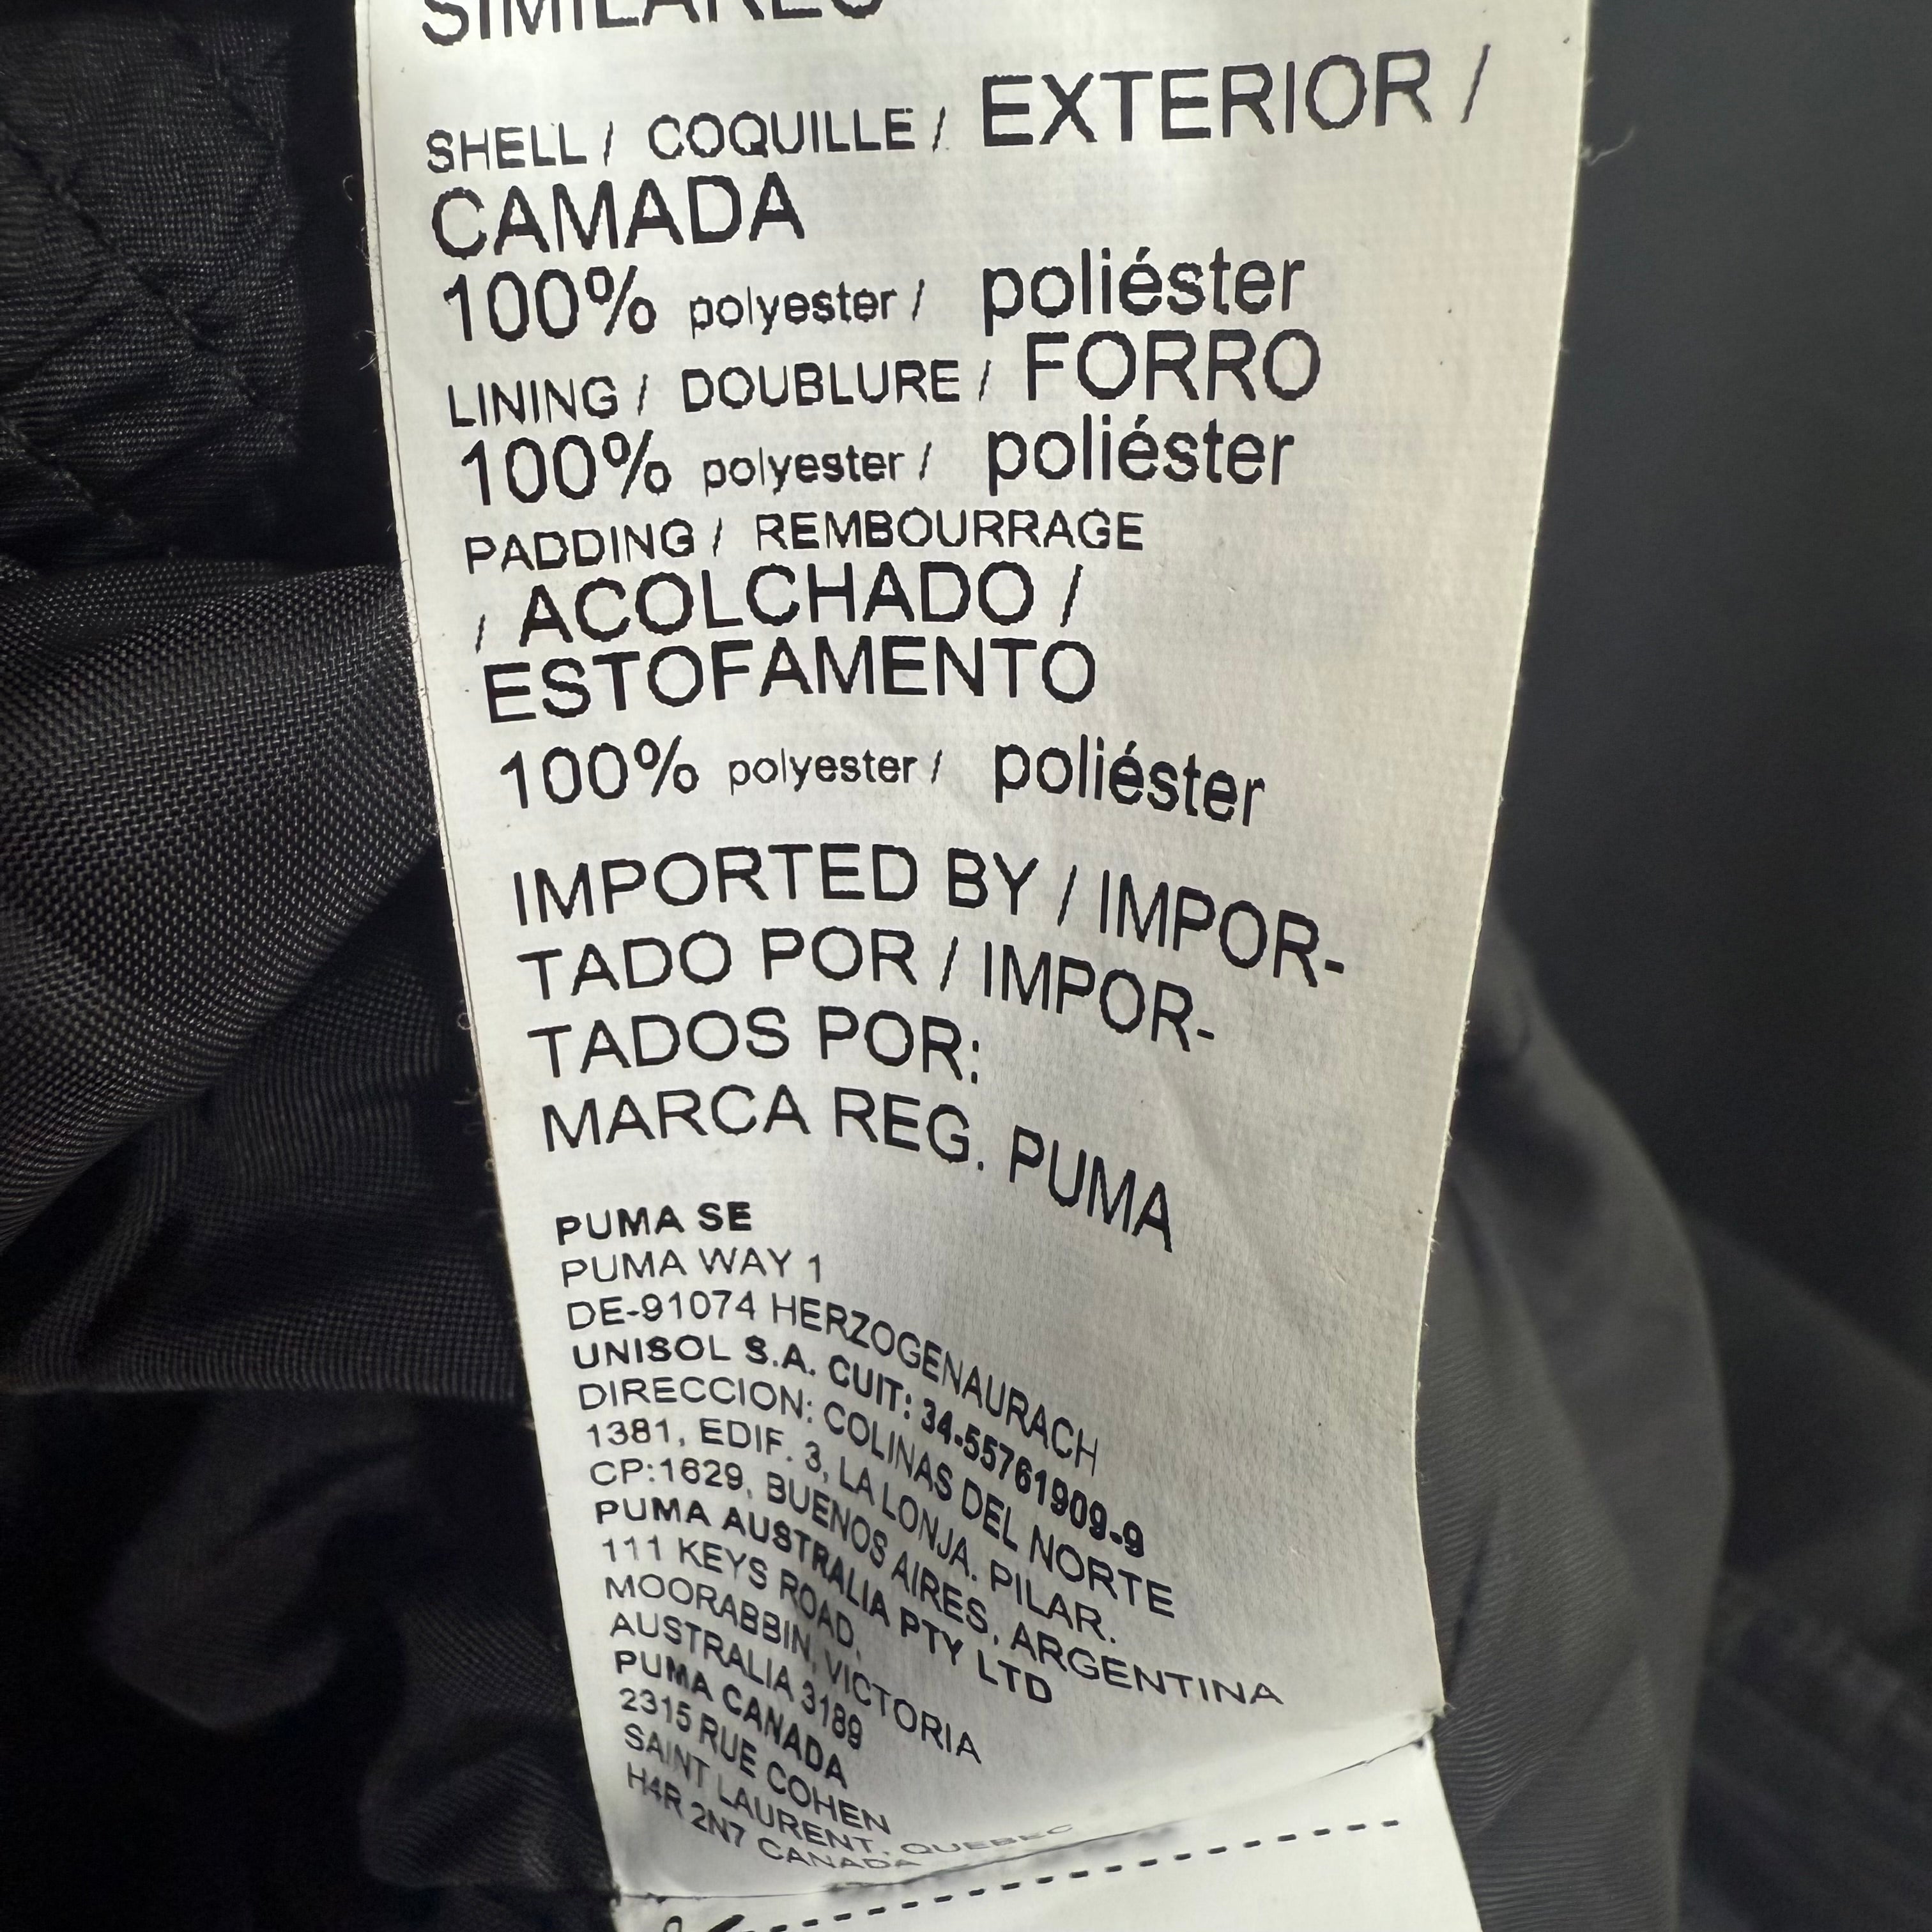 SIMILARES
SHELL / COQUILLE / EXTERIOR /
CAMADA
100% polyester / poliéster
LINING / DOUBLURE / FORRO
100% polyester / poliéster
PADDING / REMBOURRAGE
/ ACOLCHADO /
ESTOFAMENTO
100% polyester / poliéster
IMPORTED BY / IMPOR-
TADO POR / IMPOR-
TADOS POR:
MARCA REG. PUMA
PUMA SE
PUMA WAY 1
DE-91074 HERZOGENAURACH
UNISOL S.A. CUIT: 34-55761909-9
DIRECCION: COLINAS DEL NORTE
1381, EDIF. 3, LA LONJA. PILAR.
CP:1629, BUENOS AIRES, ARGENTINA
PUMA AUSTRALIA PTY LTD
111 KEYS ROAD,
MOORABBIN, VICTORIA
AUSTRALIA 3189
PUMA CANADA
2315 RUE COHEN
SAINT LAURENT, QUEBEC
H4R 2N7 CANADA